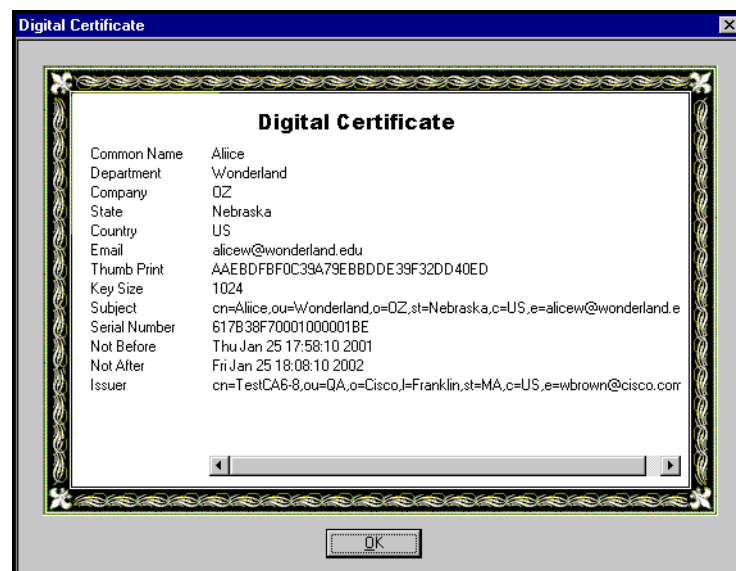 Digital Certificate
Digital Certificate
Common Name Aliice
Department Wonderland
Company OZ
State Nebraska
Country US
Email alicew@wonderland.edu
Thumb Print AAEBDFBF0C39A79EBBDDE39F32DD40ED
Key Size 1024
Subject cn=Aliice,ou=Wonderland,o=OZ,st=Nebraska,c=US,e=alicew@wonderland.e
Serial Number 617B38F70001000001BE
Not Before Thu Jan 25 17:58:10 2001
Not After Fri Jan 25 18:08:10 2002
Issuer cn=TestCA6-8,ou=QA,o=Cisco,l=Franklin,st=MA,c=US,e=wbrown@cisco.com
OK